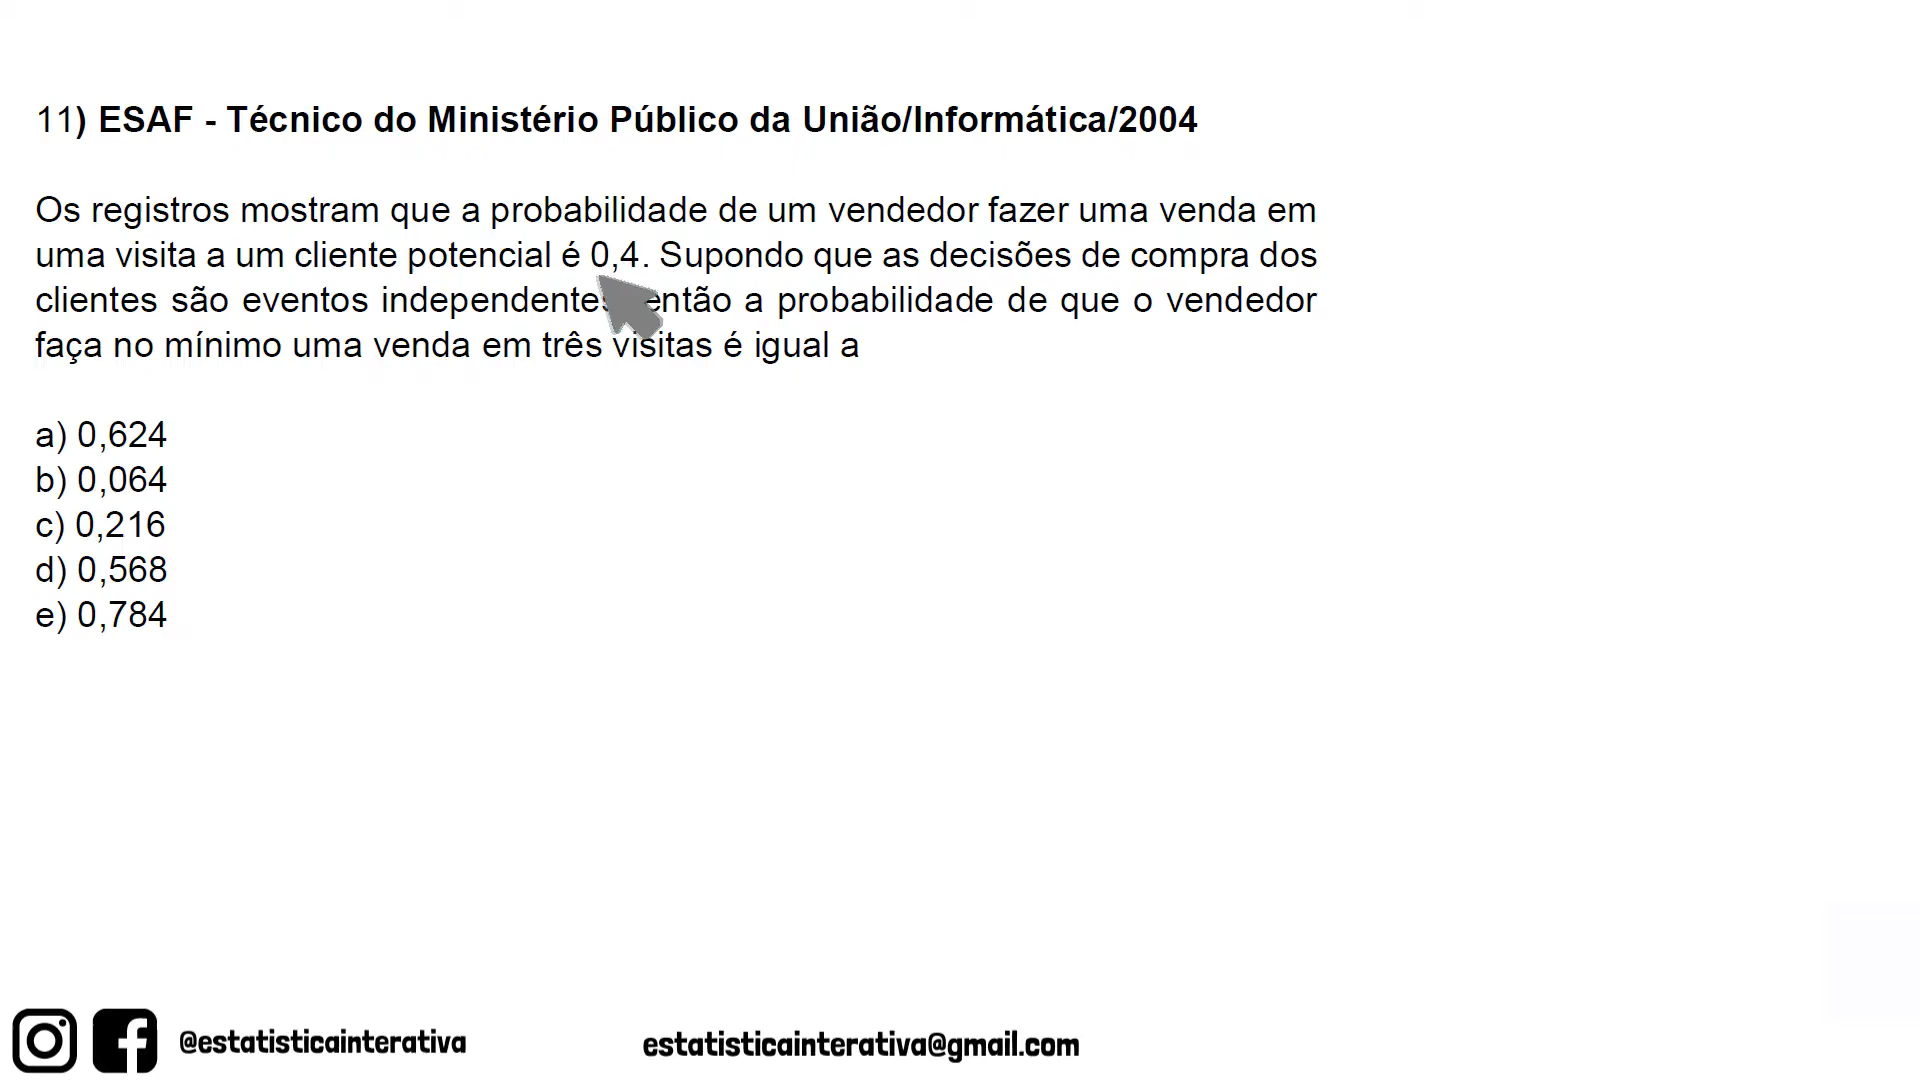 11) ESAF - Técnico do Ministério Público da União/Informática/2004
Os registros mostram que a probabilidade de um vendedor fazer uma venda em
uma visita a um cliente potencial é 0,4. Supondo que as decisões de compra dos
clientes são eventos independentes então a probabilidade de que o vendedor
faça no mínimo uma venda em três visitas é igual a
a) 0,624
b) 0,064
c) 0,216
d) 0,568
e) 0,784
@estatisticainterativa estatisticainterativa@gmail.com